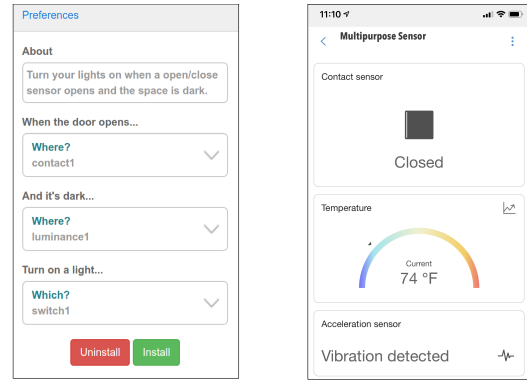 Preferences
About
Turn your lights on when a open/close
sensor opens and the space is dark.
When the door opens...
Where?
contact1
And it's dark...
Where?
luminance1
Turn on a light...
Which?
switch1
Uninstall Install
11:10
Multipurpose Sensor
Contact sensor
Closed
Temperature
Current
74 °F
Acceleration sensor
Vibration detected